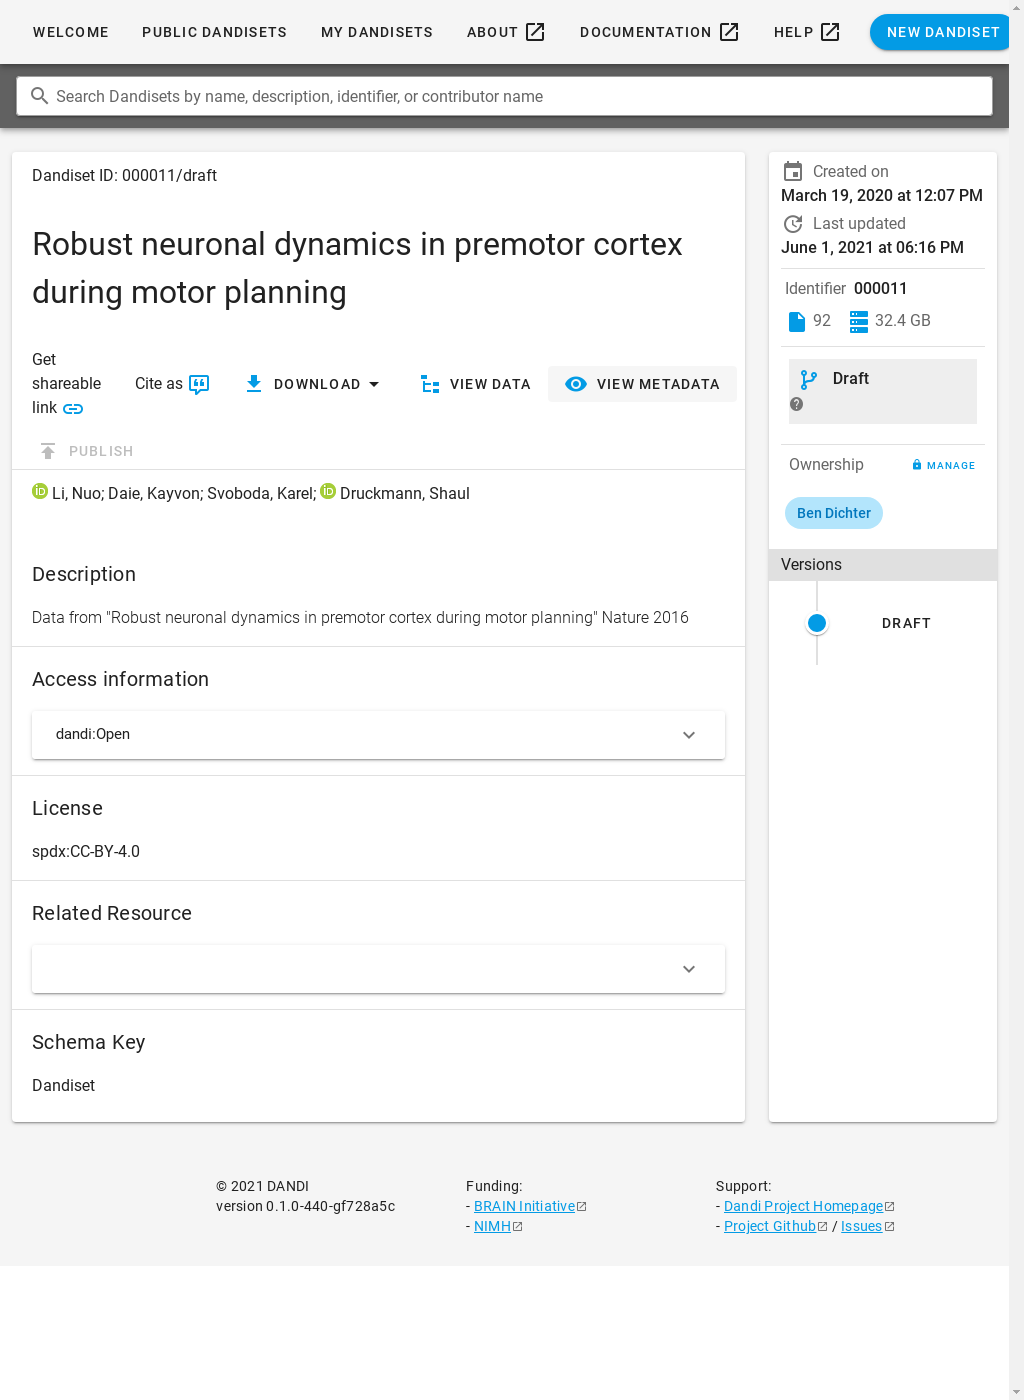 WELCOME PUBLIC DANDISETS MY DANDISETS ABOUT DOCUMENTATION HELP NEW DANDISET
Search Dandisets by name, description, identifier, or contributor name
Dandiset ID: 000011/draft
Robust neuronal dynamics in premotor cortex
during motor planning
Get
shareable
link
Cite as
DOWNLOAD
VIEW DATA
VIEW METADATA
PUBLISH
iD Li, Nuo; Daie, Kayvon; Svoboda, Karel; iD Druckmann, Shaul
Description
Data from "Robust neuronal dynamics in premotor cortex during motor planning" Nature 2016
Access information
dandi:Open
License
spdx:CC-BY-4.0
Related Resource
Schema Key
Dandiset
Created on
March 19, 2020 at 12:07 PM
Last updated
June 1, 2021 at 06:16 PM
Identifier 000011
92 32.4 GB
Draft
?
Ownership MANAGE
Ben Dichter
Versions
DRAFT
© 2021 DANDI
version 0.1.0-440-gf728a5c
Funding:
- BRAIN Initiative
- NIMH
Support:
- Dandi Project Homepage
- Project Github / Issues